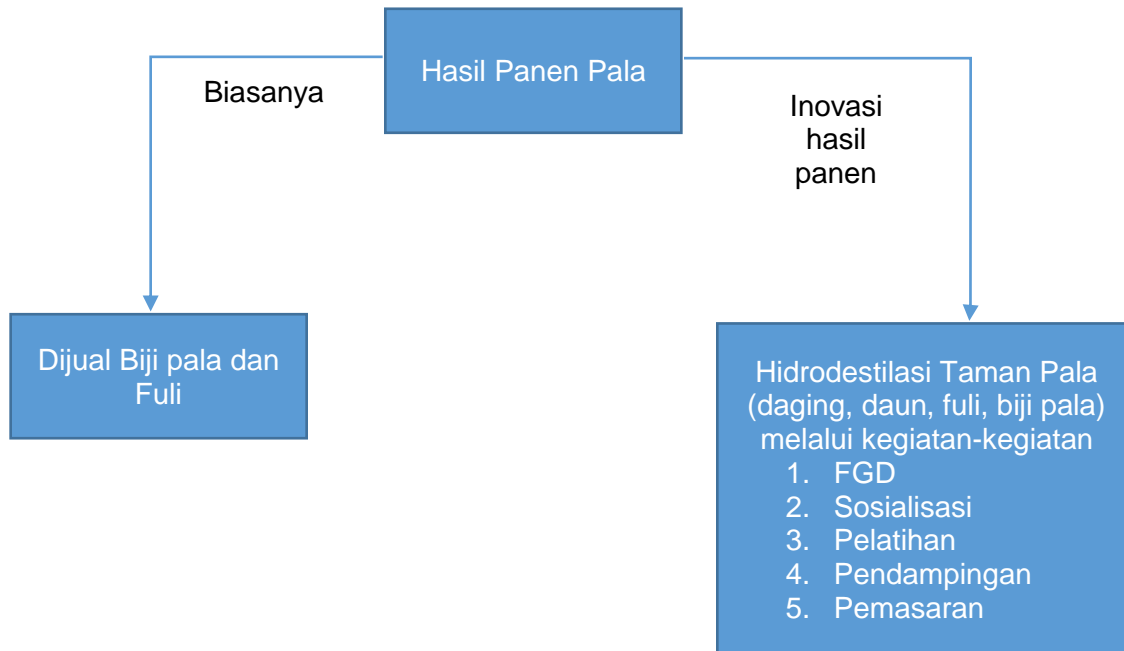 Hasil Panen Pala
Biasanya
Inovasi
hasil
panen
Dijual Biji pala dan
Fuli
Hidrodestilasi Taman Pala
(daging, daun, fuli, biji pala)
melalui kegiatan-kegiatan
1. FGD
2. Sosialisasi
3. Pelatihan
4. Pendampingan
5. Pemasaran